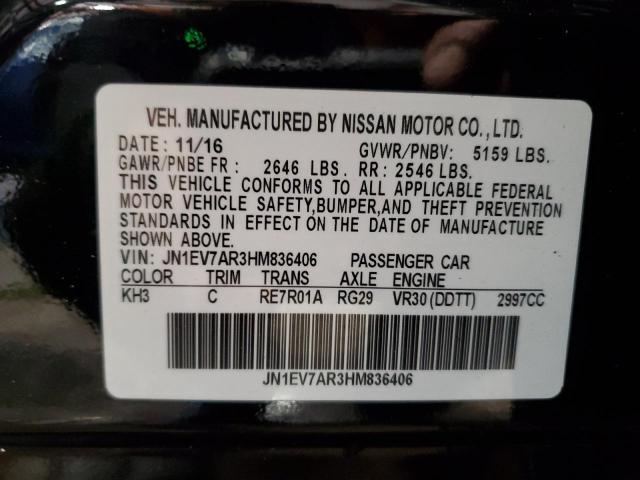 VEH. MANUFACTURED BY NISSAN MOTOR CO., LTD.
DATE: 11/16 GVWR/PNBV: 5159 LBS.
GAWR/PNBE FR: 2646 LBS. RR: 2546 LBS.
THIS VEHICLE CONFORMS TO ALL APPLICABLE FEDERAL
MOTOR VEHICLE SAFETY,BUMPER,AND THEFT PREVENTION
STANDARDS IN EFFECT ON THE DATE OF MANUFACTURE
SHOWN ABOVE.
VIN: JN1EV7AR3HM836406 PASSENGER CAR
COLOR TRIM TRANS AXLE ENGINE
KH3 C RE7R01A RG29 VR30(DDTT) 2997CC
JN1EV7AR3HM836406